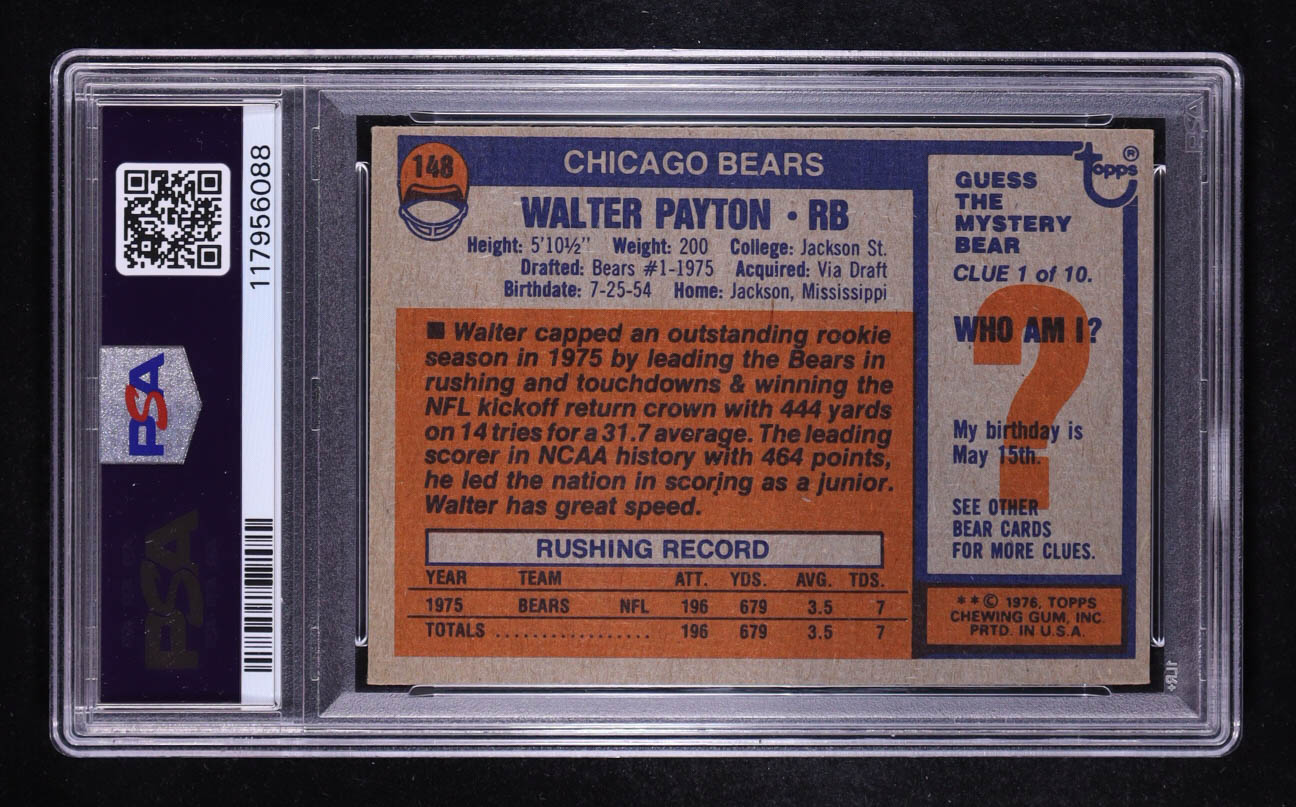 117956088
PSA
PSA
148
CHICAGO BEARS
WALTER PAYTON • RB
Height: 5'10½" Weight: 200 College: Jackson St.
Drafted: Bears #1-1975 Acquired: Via Draft
Birthdate: 7-25-54 Home: Jackson, Mississippi
■ Walter capped an outstanding rookie
season in 1975 by leading the Bears in
rushing and touchdowns & winning the
NFL kickoff return crown with 444 yards
on 14 tries for a 31.7 average. The leading
scorer in NCAA history with 464 points,
he led the nation in scoring as a junior.
Walter has great speed.
RUSHING RECORD
YEAR TEAM ATT. YDS. AVG. TDS.
1975 BEARS NFL 196 679 3.5 7
TOTALS .................. 196 679 3.5 7
topps®
GUESS
THE
MYSTERY
BEAR
CLUE 1 of 10.
WHO AM I?
?
My birthday is
May 15th.
SEE OTHER
BEAR CARDS
FOR MORE CLUES.
**© 1976, TOPPS
CHEWING GUM, INC.
PRTD. IN U.S.A.